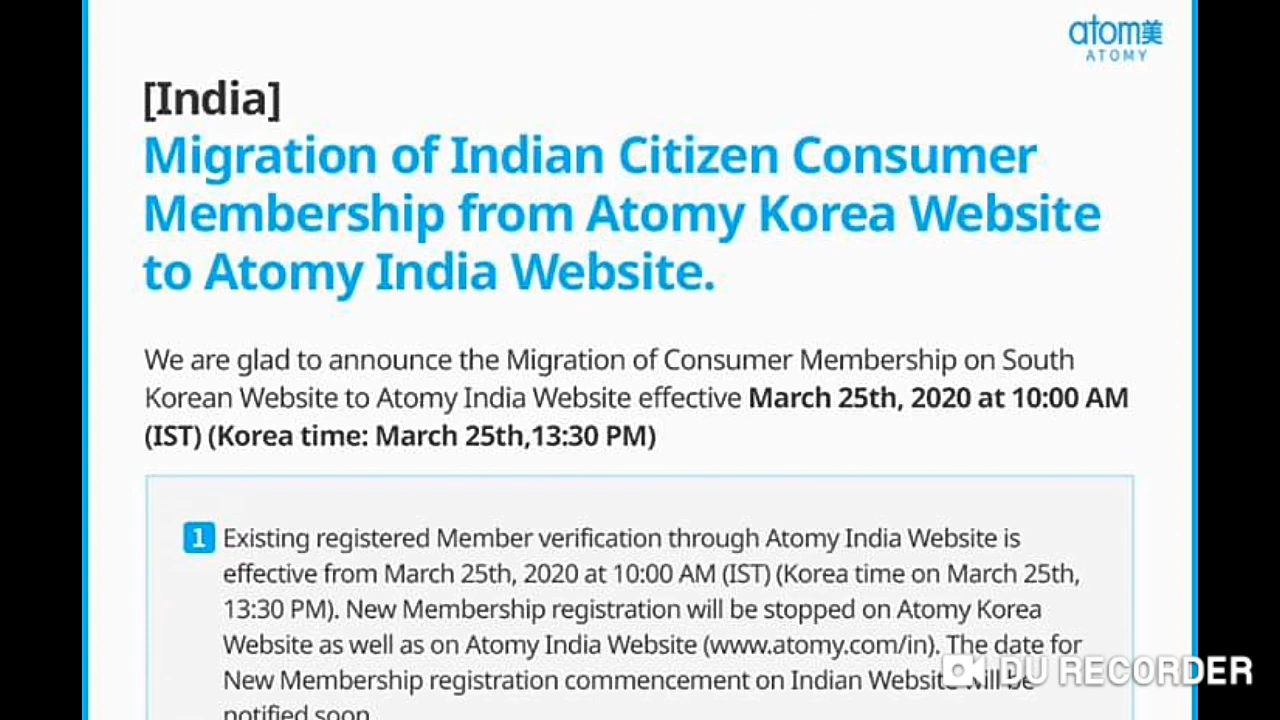 atom美
ATOMY
[India]
Migration of Indian Citizen Consumer
Membership from Atomy Korea Website
to Atomy India Website.
We are glad to announce the Migration of Consumer Membership on South
Korean Website to Atomy India Website effective March 25th, 2020 at 10:00 AM
(IST) (Korea time: March 25th,13:30 PM)
1 Existing registered Member verification through Atomy India Website is
effective from March 25th, 2020 at 10:00 AM (IST) (Korea time on March 25th,
13:30 PM). New Membership registration will be stopped on Atomy Korea
Website as well as on Atomy India Website (www.atomy.com/in). The date for
New Membership registration commencement on Indian Website will be
notified soon
DU RECORDER